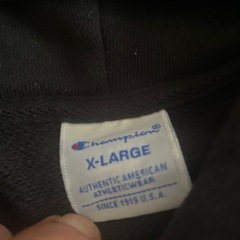 Champion
X-LARGE
AUTHENTIC AMERICAN
ATHLETICWEAR
SINCE 1919 U.S.A.